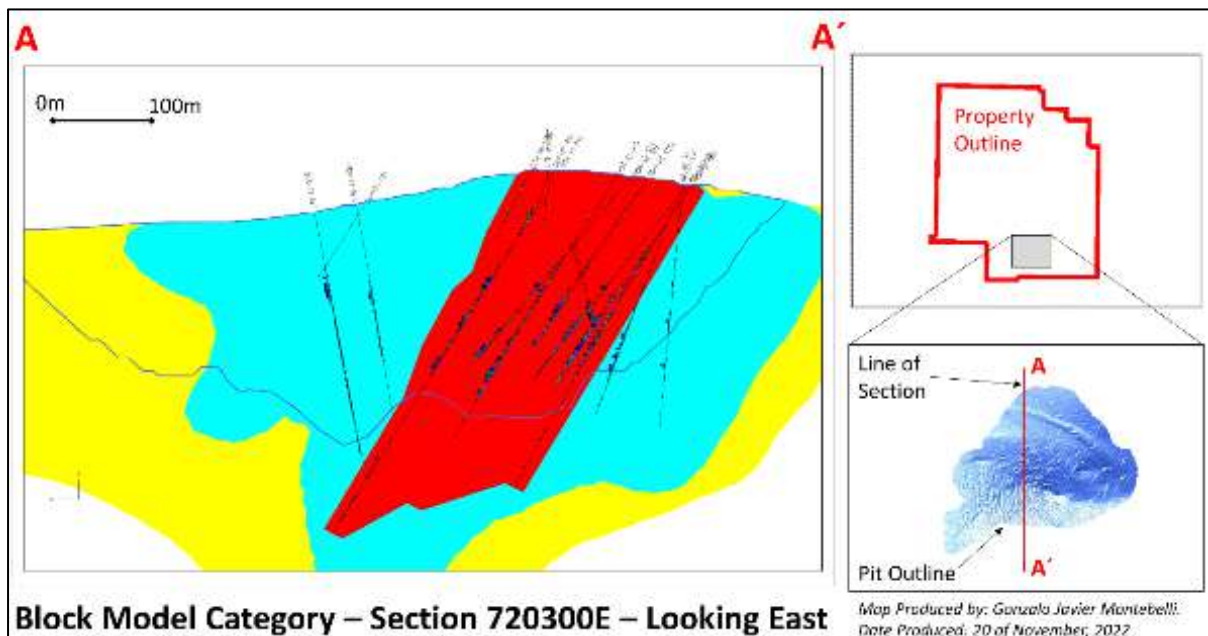 A
A´
0m 100m
Property
Outline
Line of
Section
A
Pit Outline
A´
Block Model Category – Section 720300E – Looking East
Map Produced by: Gonzalo Javier Montebelli.
Date Produced: 20 of November, 2022